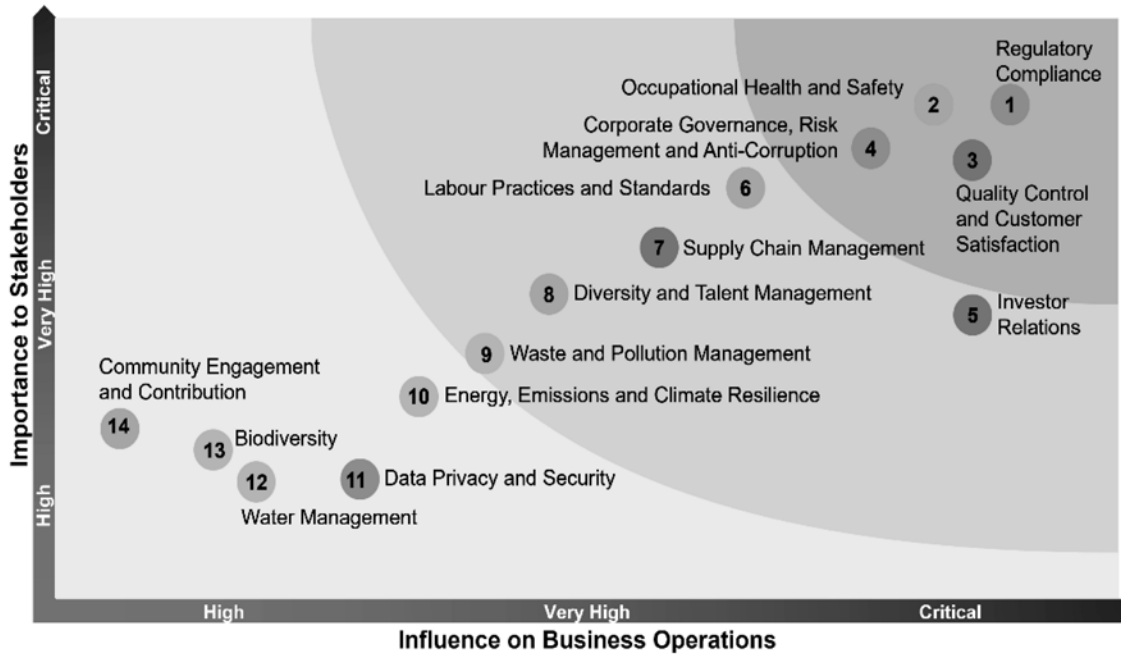 Regulatory
Compliance
Occupational Health and Safety
2
1
Corporate Governance, Risk
Management and Anti-Corruption
4
3
Quality Control
and Customer
Satisfaction
Labour Practices and Standards
6
7
Supply Chain Management
8
Diversity and Talent Management
5
Investor
Relations
9
Waste and Pollution Management
Community Engagement
and Contribution
10
Energy, Emissions and Climate Resilience
14
13
Biodiversity
12
Water Management
11
Data Privacy and Security
Importance to Stakeholders
Critical
Very High
High
High
Very High
Critical
Influence on Business Operations